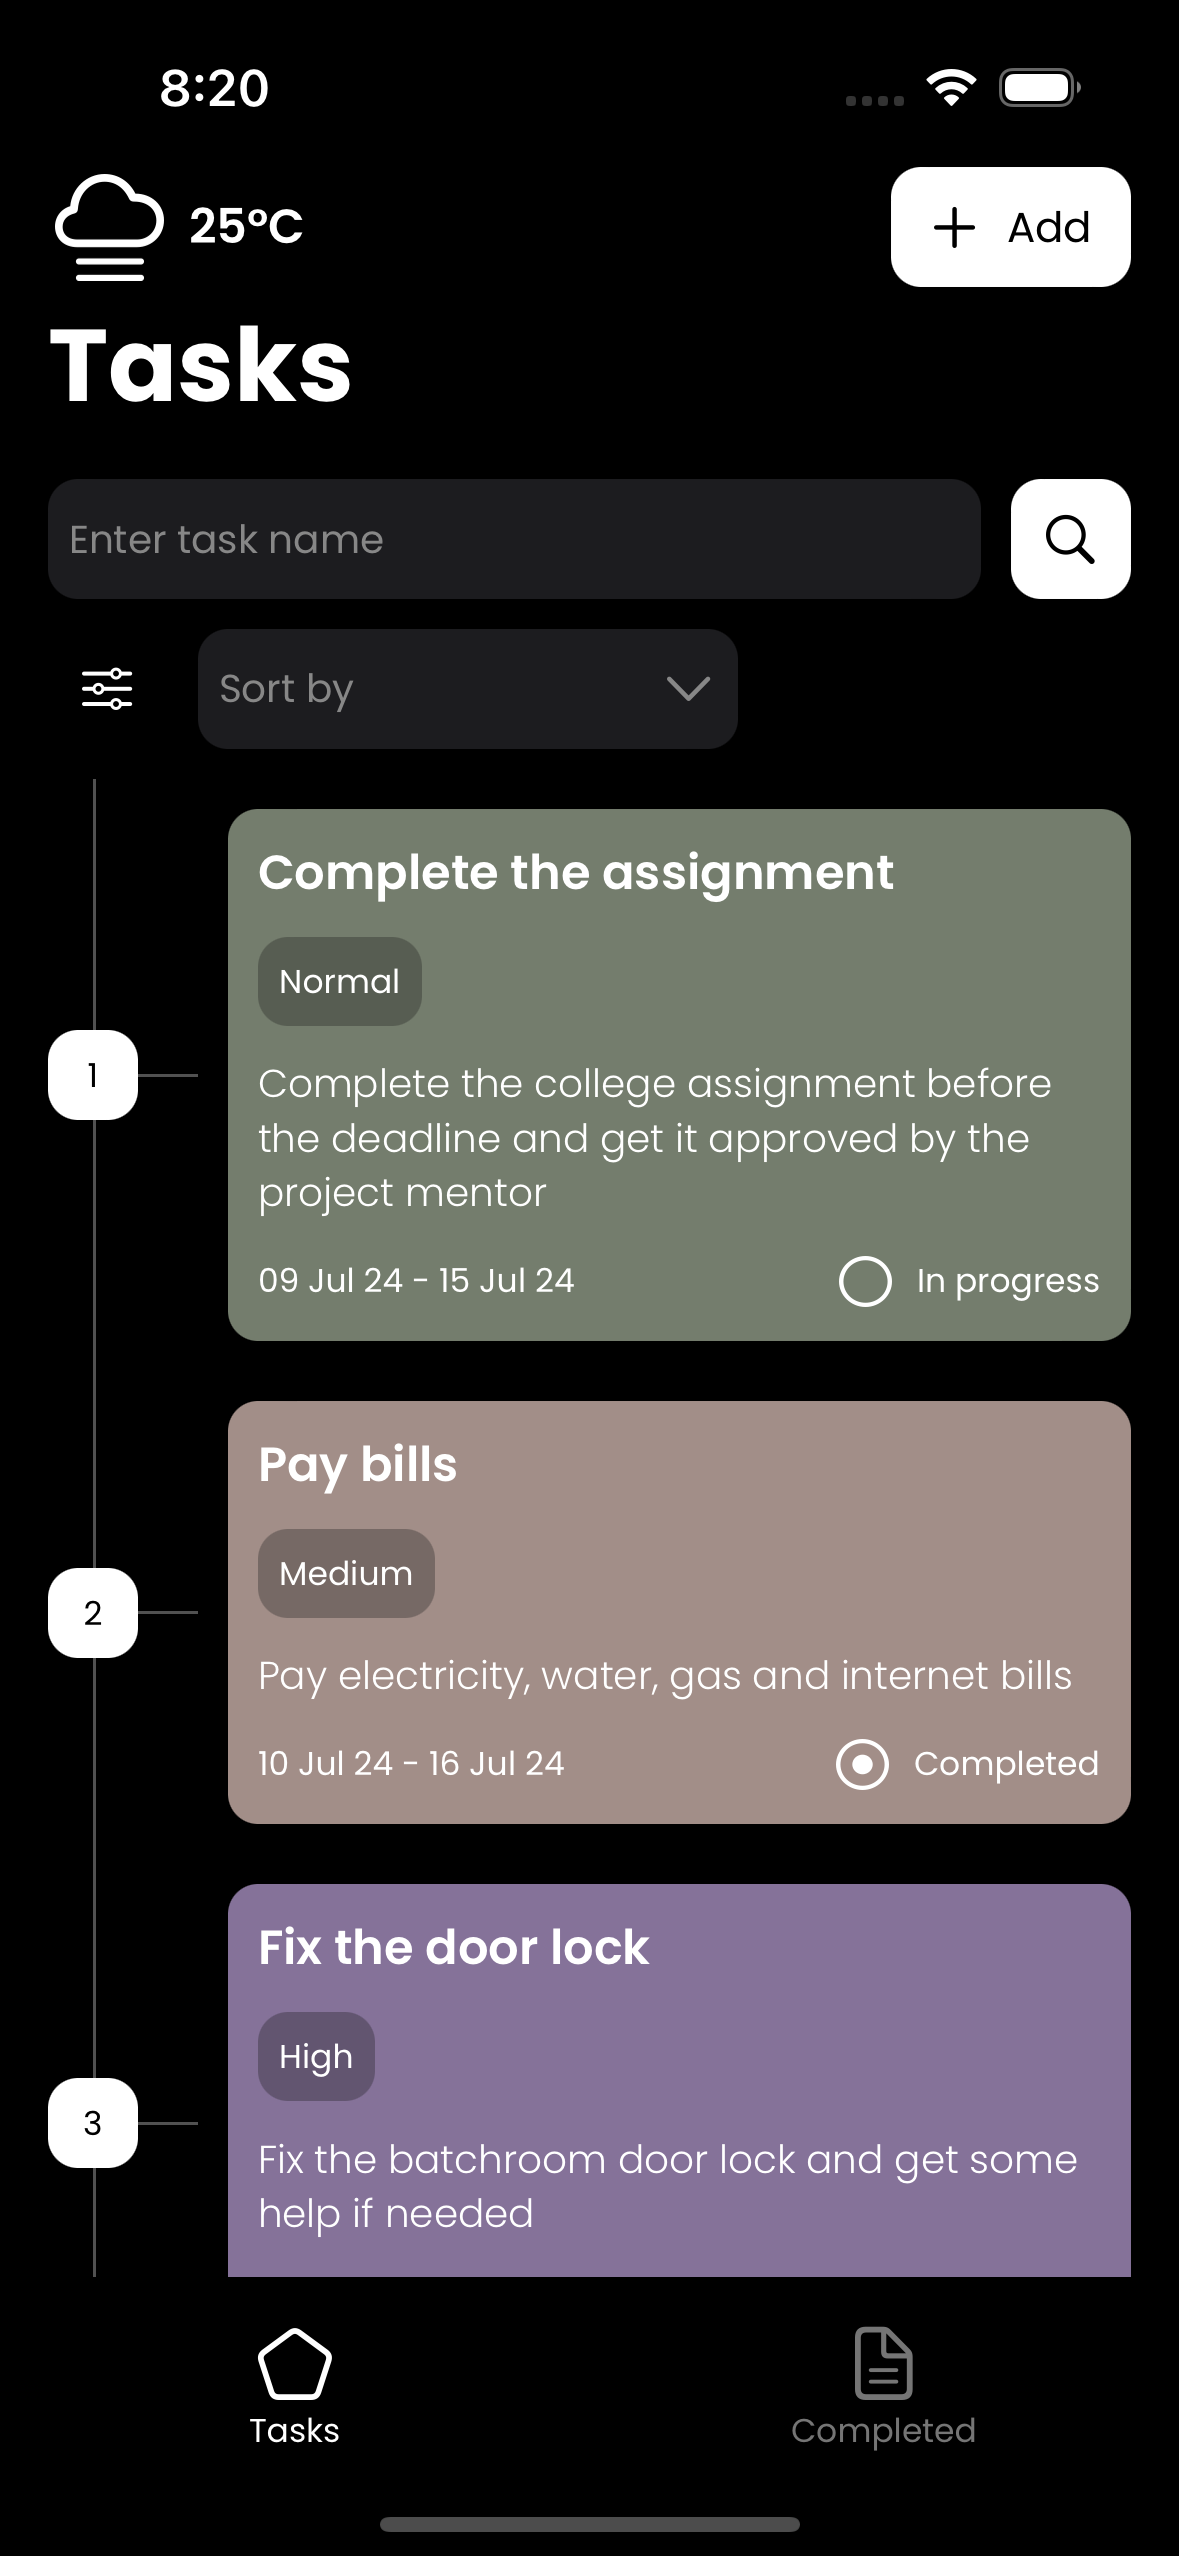 8:20
25°C
Add
Tasks
Enter task name
Sort by
Complete the assignment
Normal
1
Complete the college assignment before
the deadline and get it approved by the
project mentor
09 Jul 24 - 15 Jul 24
In progress
Pay bills
Medium
2
Pay electricity, water, gas and internet bills
10 Jul 24 - 16 Jul 24
Completed
Fix the door lock
High
3
Fix the batchroom door lock and get some
help if needed
Tasks
Completed